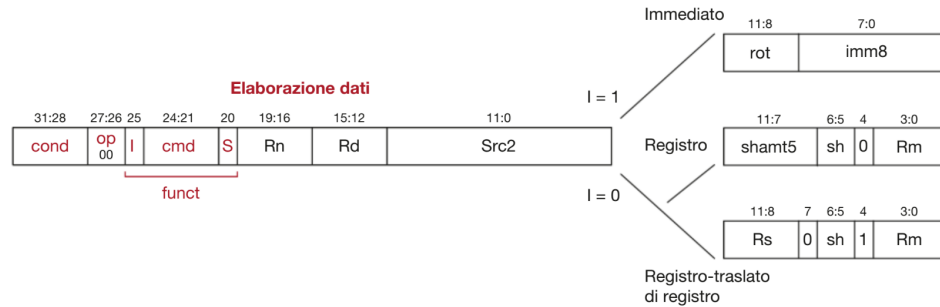 Immediato
11:8 7:0
rot imm8
Elaborazione dati
I = 1
31:28 27:26 25 24:21 20 19:16 15:12 11:0
cond op 00 I cmd S Rn Rd Src2
funct
I = 0
Registro
11:7 6:5 4 3:0
shamt5 sh 0 Rm
11:8 7 6:5 4 3:0
Rs 0 sh 1 Rm
Registro-traslato
di registro